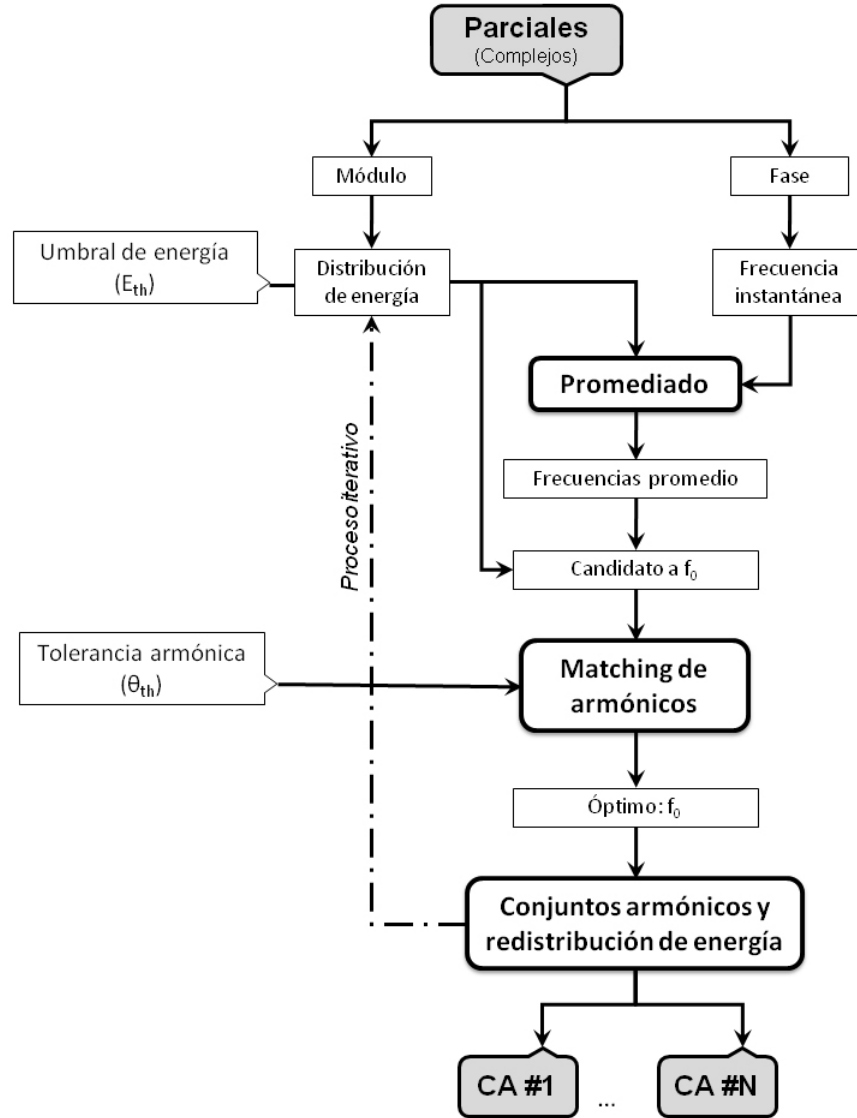 Parciales
(Complejos)
Módulo
Fase
Umbral de energía
(Eth)
Distribución
de energía
Frecuencia
instantánea
Promediado
Proceso iterativo
Frecuencias promedio
Candidato a f0
Tolerancia armónica
(θth)
Matching de
armónicos
Óptimo: f0
Conjuntos armónicos y
redistribución de energía
CA #1
...
CA #N